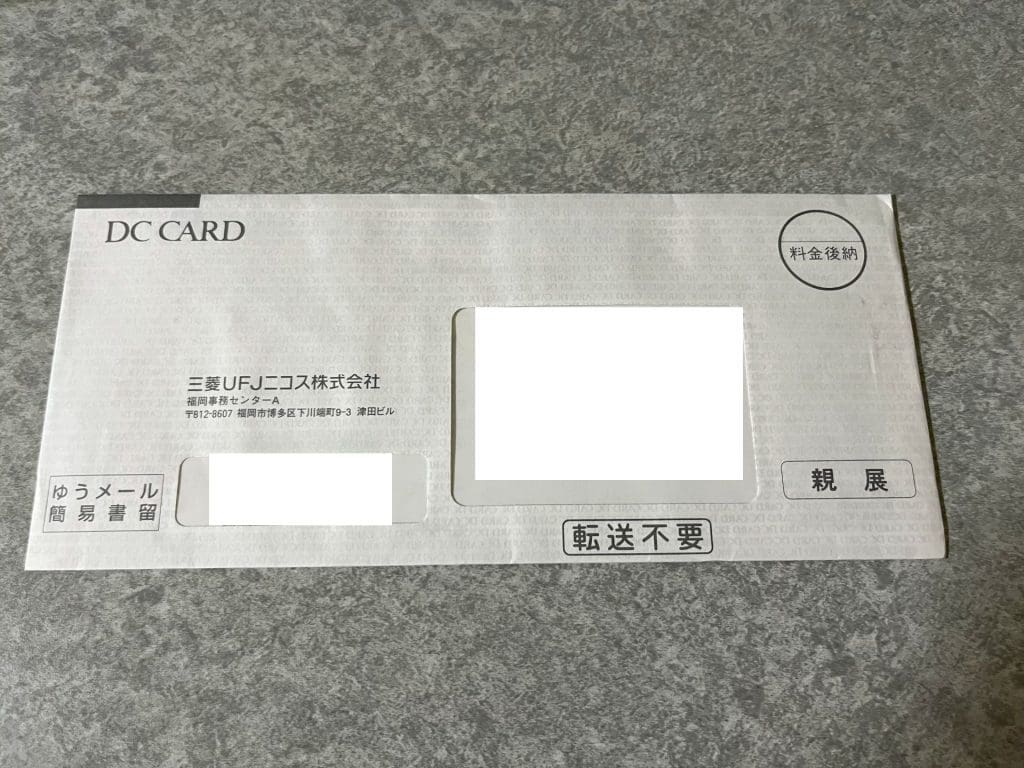 DC CARD
料金後納
三菱UFJニコス株式会社
福岡事務センターA
〒812-8607 福岡市博多区下川端町9-3 津田ビル
ゆうメール
簡易書留
親展
転送不要